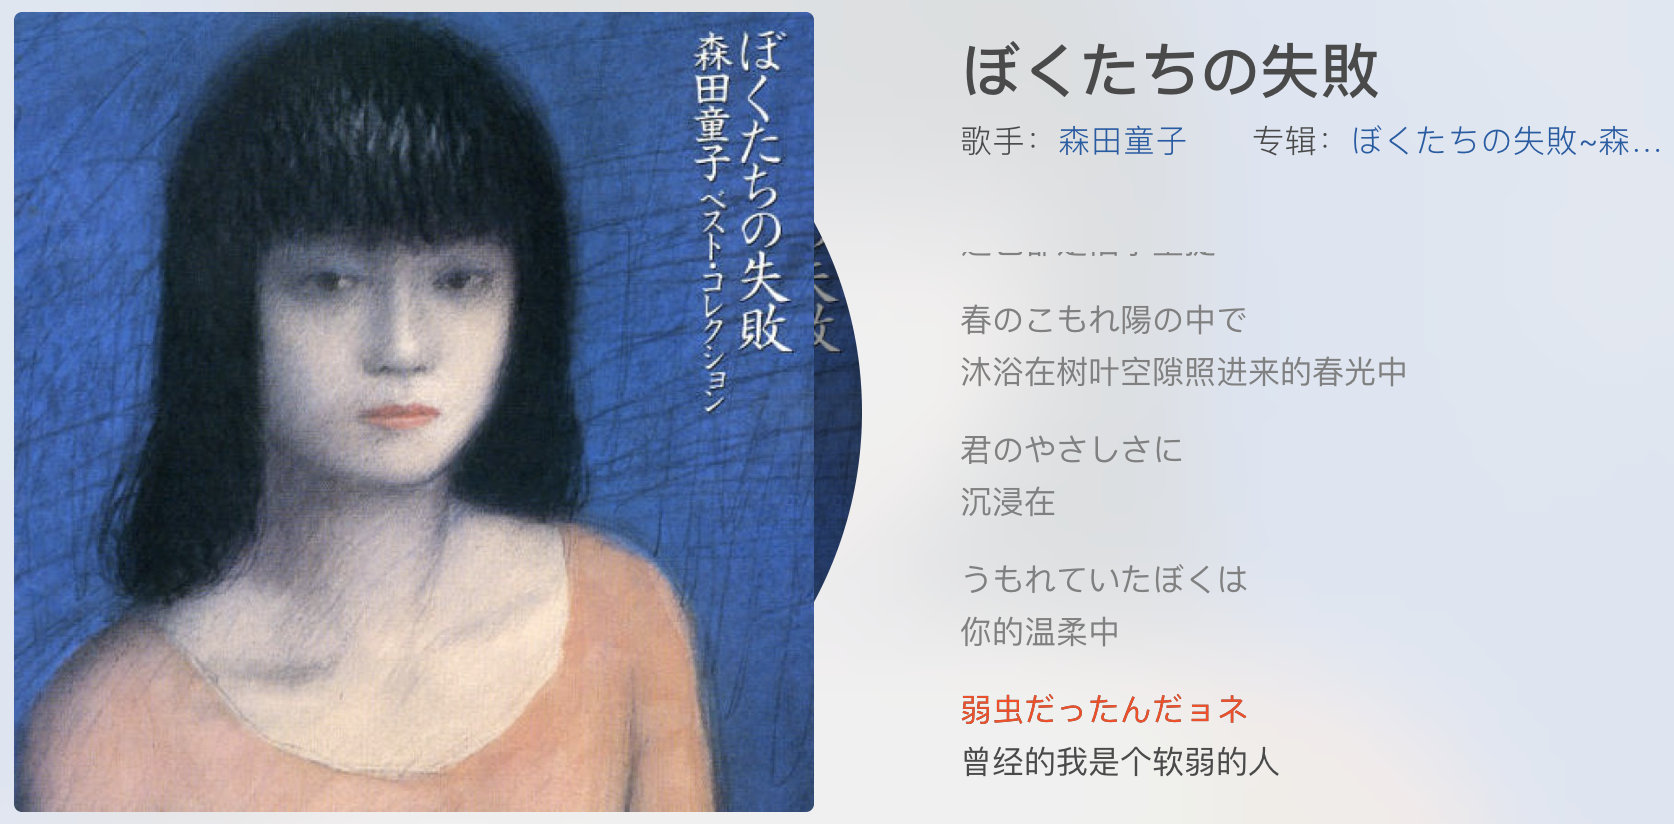 ぼくたちの失敗
森田童子 ベスト・コレクション
ぼくたちの失敗
歌手： 森田童子 专辑： ぼくたちの失敗~森...
春のこもれ陽の中で
沐浴在树叶空隙照进来的春光中
君のやさしさに
沉浸在
うもれていたぼくは
你的温柔中
弱虫だったんだョネ
曾经的我是个软弱的人